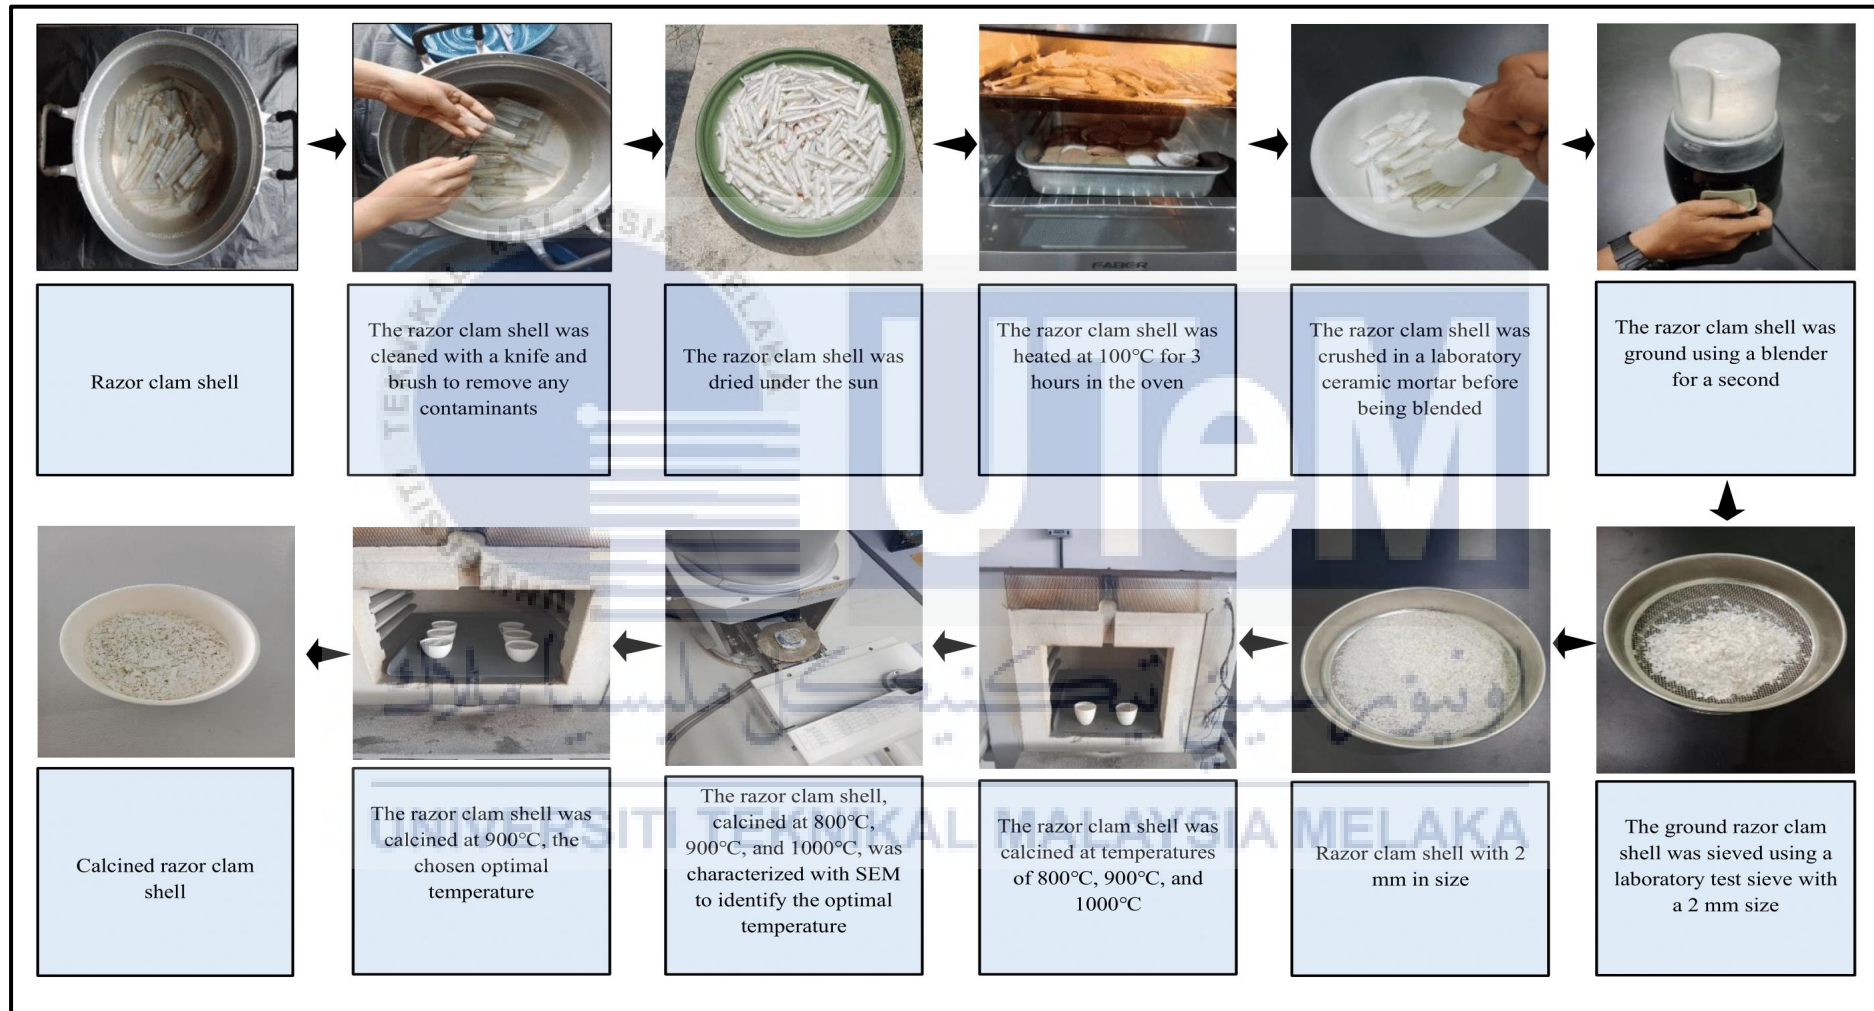 Razor clam shell
The razor clam shell was
cleaned with a knife and
brush to remove any
contaminants
The razor clam shell was
dried under the sun
The razor clam shell was
heated at 100℃ for 3
hours in the oven
The razor clam shell was
crushed in a laboratory
ceramic mortar before
being blended
The razor clam shell was
ground using a blender
for a second
The ground razor clam
shell was sieved using a
laboratory test sieve with
a 2 mm size
Razor clam shell with 2
mm in size
The razor clam shell was
calcined at temperatures
of 800℃, 900℃, and
1000℃
The razor clam shell,
calcined at 800℃,
900℃, and 1000℃, was
characterized with SEM
to identify the optimal
temperature
The razor clam shell was
calcined at 900℃, the
chosen optimal
temperature
Calcined razor clam
shell
FABER
UTeM
اونيورسيتي تيكنيكل مليسيا ملاك
UNIVERSITI TEKNIKAL MALAYSIA MELAKA